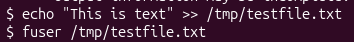 $ echo "This is text" >> /tmp/testfile.txt
$ fuser /tmp/testfile.txt